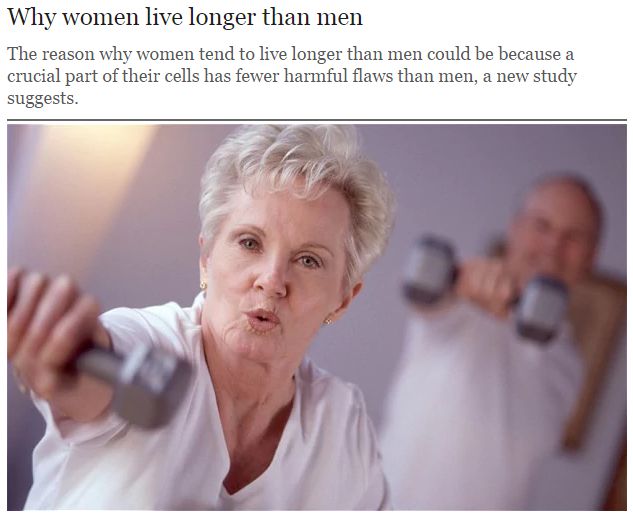 Why women live longer than men
The reason why women tend to live longer than men could be because a
crucial part of their cells has fewer harmful flaws than men, a new study
suggests.